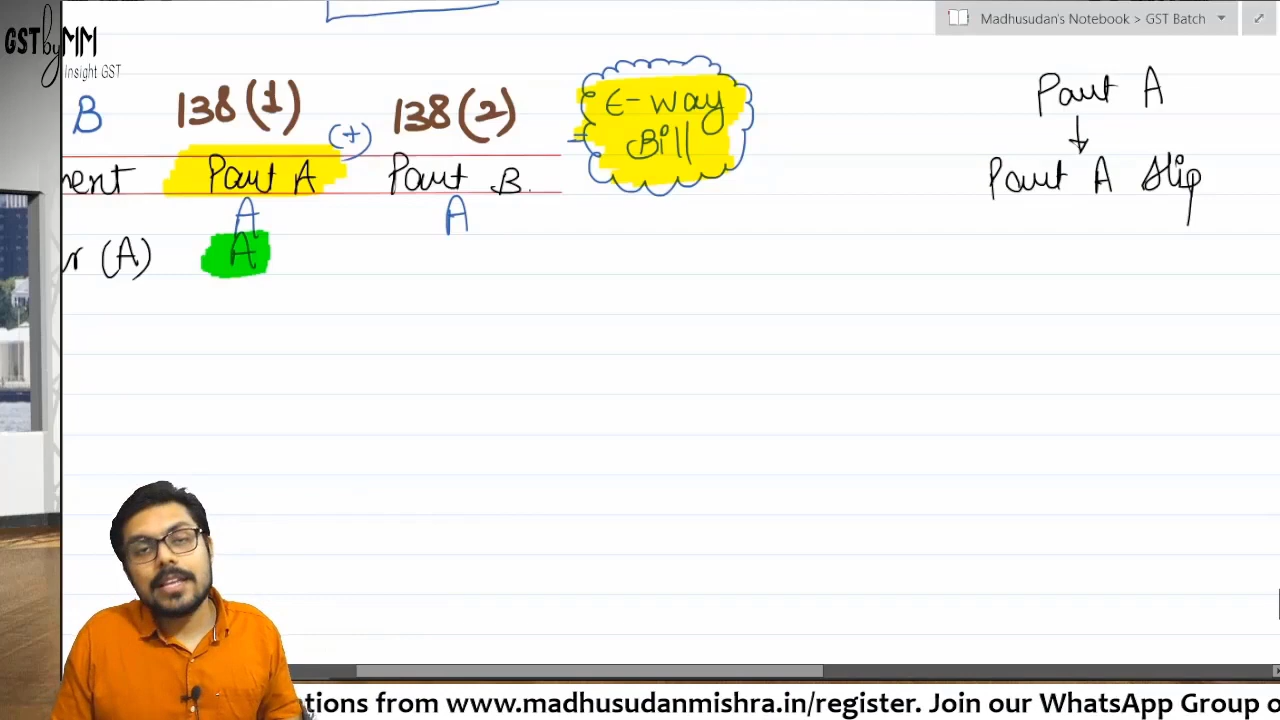 GST by MM
Insight GST
Madhusudan's Notebook > GST Batch
B 138(1) (+) 138(2) = E-way Bill
Part A Part B.
A A
(A) A
Part A
↓
Part A Slip
tions from www.madhusudanmishra.in/register. Join our WhatsApp Group